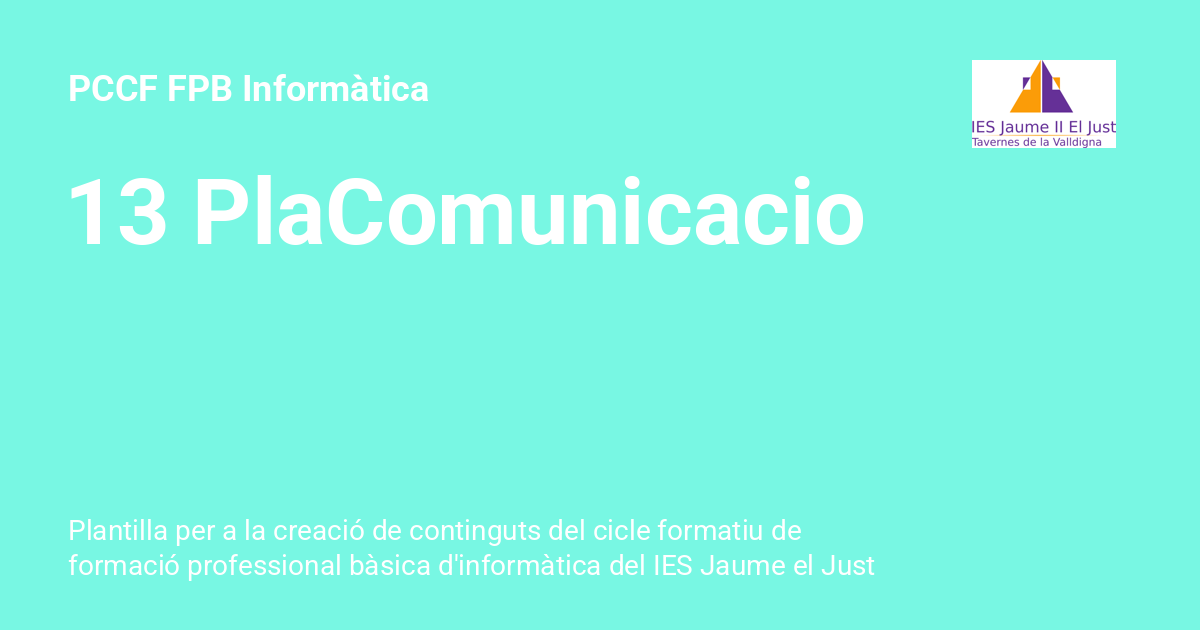 PCCF FPB Informàtica
IES Jaume II El Just
Tavernes de la Valldigna
13 PlaComunicacio
Plantilla per a la creació de continguts del cicle formatiu de
formació professional bàsica d'informàtica del IES Jaume el Just